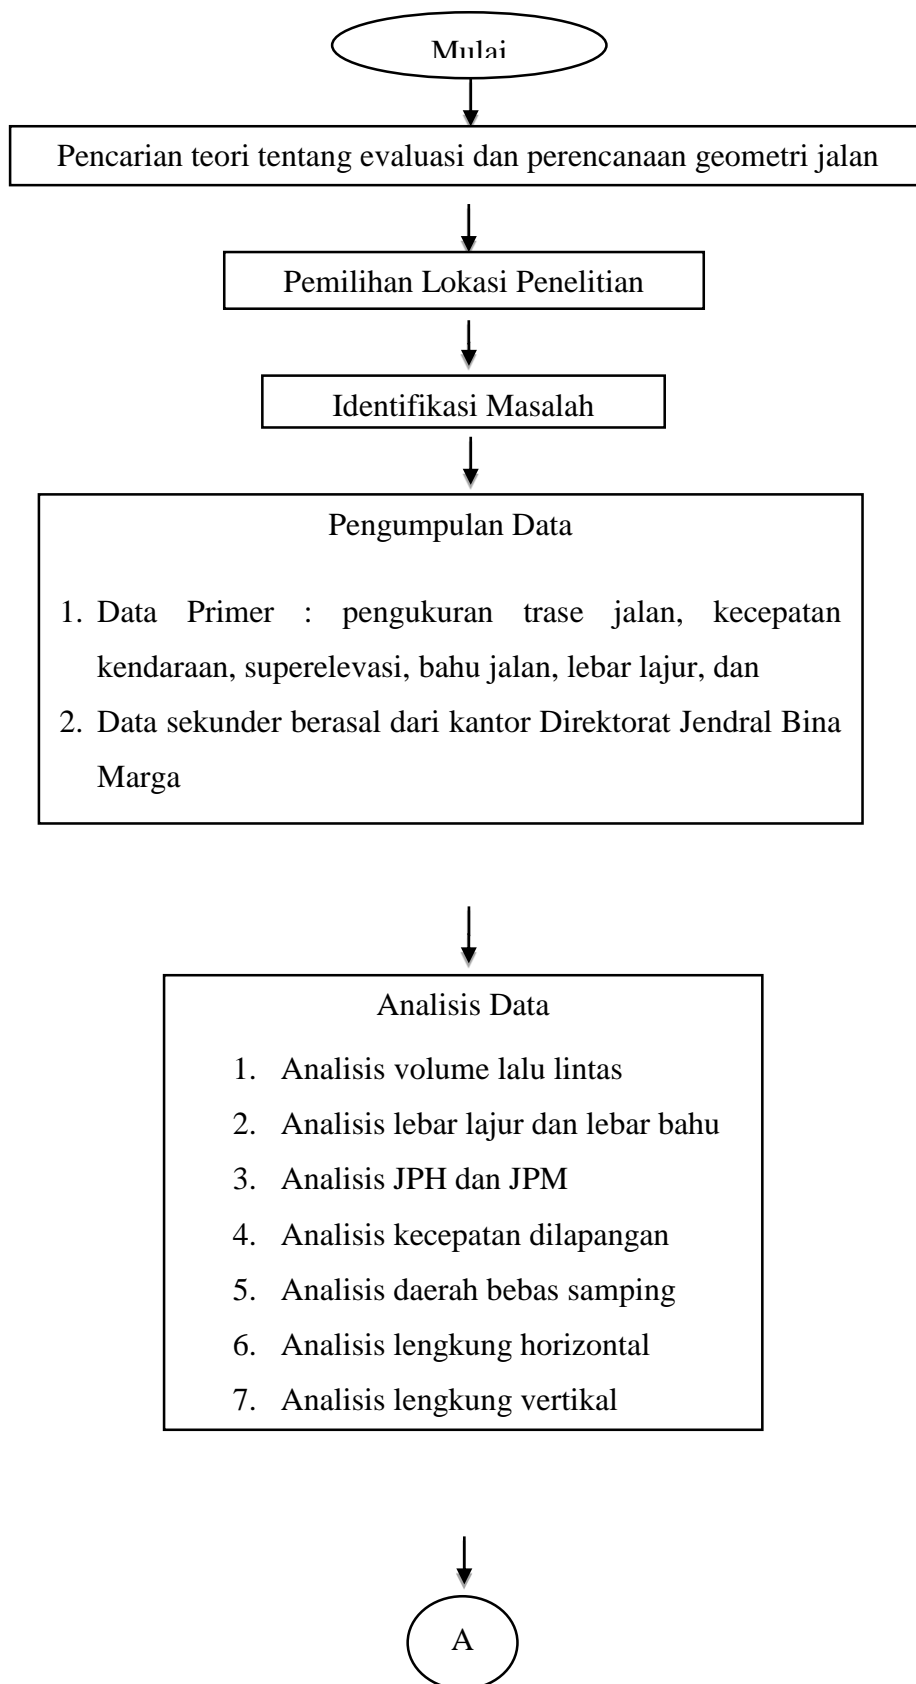 Mulai
Pencarian teori tentang evaluasi dan perencanaan geometri jalan
Pemilihan Lokasi Penelitian
Identifikasi Masalah
Pengumpulan Data
1. Data Primer : pengukuran trase jalan, kecepatan
kendaraan, superelevasi, bahu jalan, lebar lajur, dan
2. Data sekunder berasal dari kantor Direktorat Jendral Bina
Marga
Analisis Data
1. Analisis volume lalu lintas
2. Analisis lebar lajur dan lebar bahu
3. Analisis JPH dan JPM
4. Analisis kecepatan dilapangan
5. Analisis daerah bebas samping
6. Analisis lengkung horizontal
7. Analisis lengkung vertikal
A